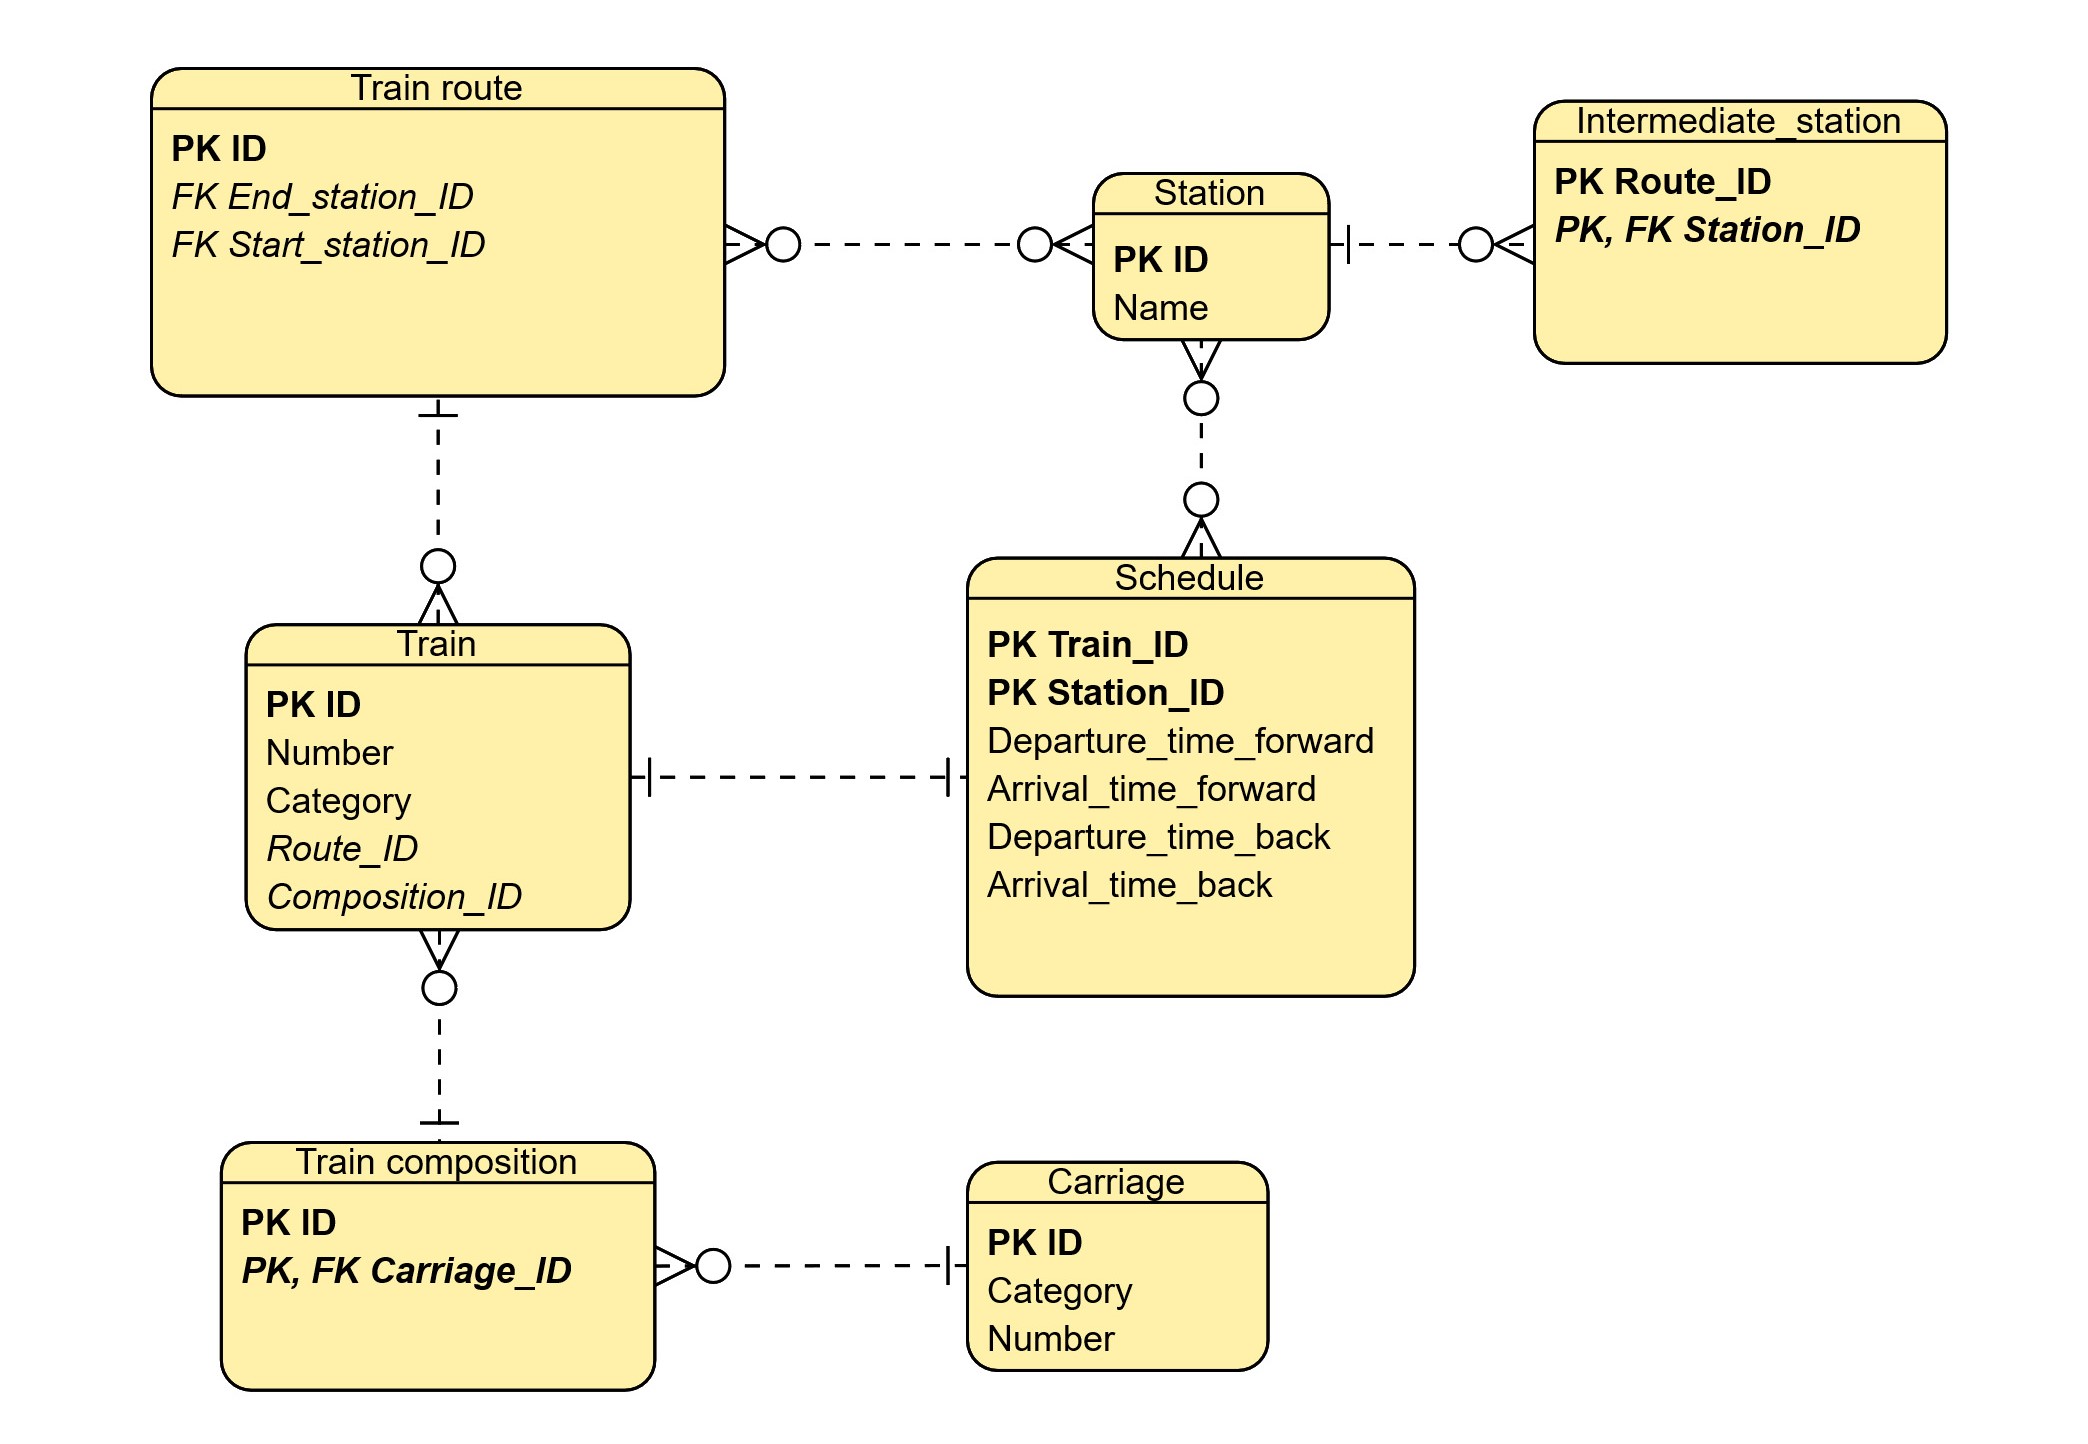 Train route
PK ID
FK End_station_ID
FK Start_station_ID
Station
PK ID
Name
Intermediate_station
PK Route_ID
PK, FK Station_ID
Train
PK ID
Number
Category
Route_ID
Composition_ID
Schedule
PK Train_ID
PK Station_ID
Departure_time_forward
Arrival_time_forward
Departure_time_back
Arrival_time_back
Train composition
PK ID
PK, FK Carriage_ID
Carriage
PK ID
Category
Number